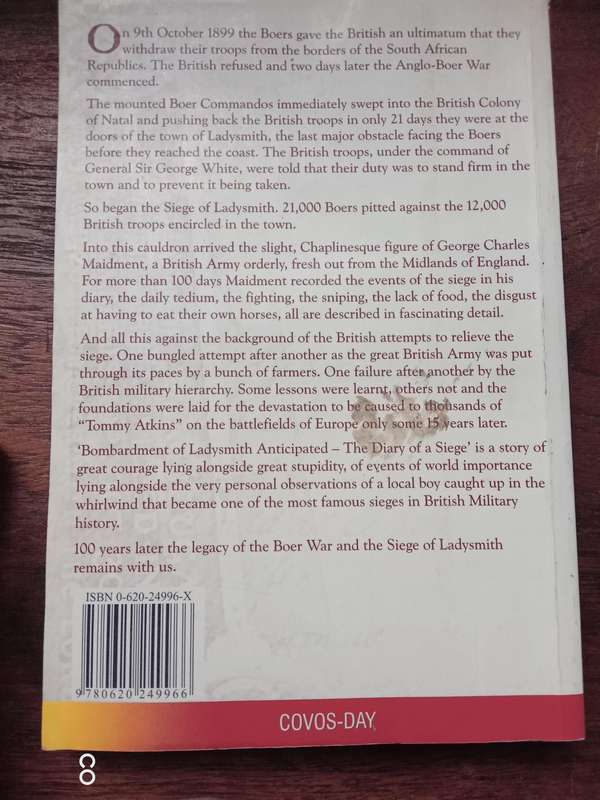 On 9th October 1899 the Boers gave the British an ultimatum that they
withdraw their troops from the borders of the South African
Republics. The British refused and two days later the Anglo-Boer War
commenced.
The mounted Boer Commandos immediately swept into the British Colony
of Natal and pushing back the British troops in only 21 days they were at the
doors of the town of Ladysmith, the last major obstacle facing the Boers
before they reached the coast. The British troops, under the command of
General Sir George White, were told that their duty was to stand firm in the
town and to prevent it being taken.
So began the Siege of Ladysmith. 21,000 Boers pitted against the 12,000
British troops encircled in the town.
Into this cauldron arrived the slight, Chaplinesque figure of George Charles
Maidment, a British Army orderly, fresh out from the Midlands of England.
For more than 100 days Maidment recorded the events of the siege in his
diary, the daily tedium, the fighting, the sniping, the lack of food, the disgust
at having to eat their own horses, all are described in fascinating detail.
And all this against the background of the British attempts to relieve the
siege. One bungled attempt after another as the great British Army was put
through its paces by a bunch of farmers. One failure after another by the
British military hierarchy. Some lessons were learnt, others not and the
foundations were laid for the devastation to be caused to thousands of
“Tommy Atkins” on the battlefields of Europe only some 15 years later.
‘Bombardment of Ladysmith Anticipated – The Diary of a Siege’ is a story of
great courage lying alongside great stupidity, of events of world importance
lying alongside the very personal observations of a local boy caught up in the
whirlwind that became one of the most famous sieges in British Military
history.
100 years later the legacy of the Boer War and the Siege of Ladysmith
remains with us.
ISBN 0-620-24996-X
9 780620 249966
COVOS-DAY